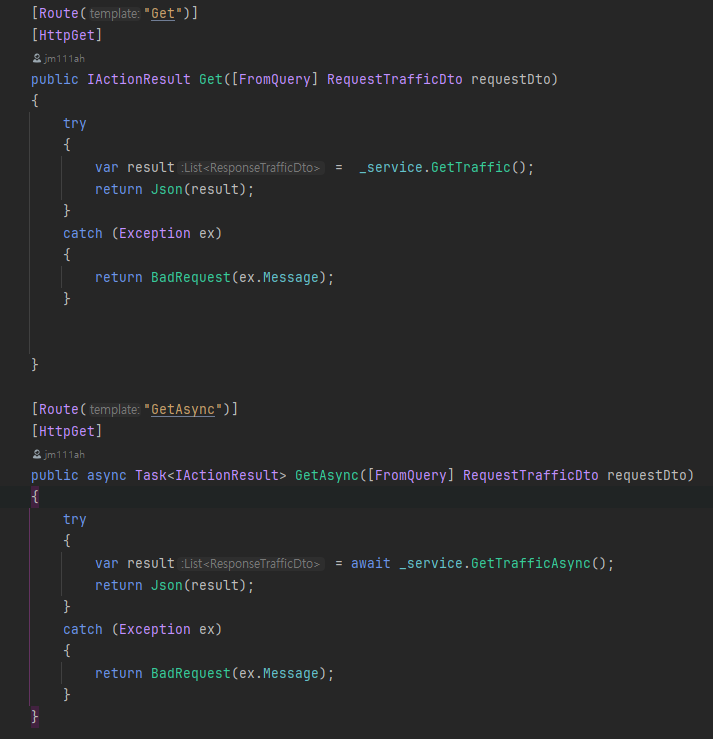 [Route(template:"Get")]
[HttpGet]
jm111ah
public IActionResult Get([FromQuery] RequestTrafficDto requestDto)
{
try
{
var result :List<ResponseTrafficDto> = _service.GetTraffic();
return Json(result);
}
catch (Exception ex)
{
return BadRequest(ex.Message);
}
}
[Route(template:"GetAsync")]
[HttpGet]
jm111ah
public async Task<IActionResult> GetAsync([FromQuery] RequestTrafficDto requestDto)
{
try
{
var result :List<ResponseTrafficDto> = await _service.GetTrafficAsync();
return Json(result);
}
catch (Exception ex)
{
return BadRequest(ex.Message);
}
}